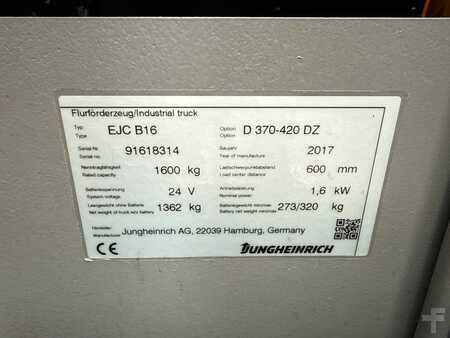 Flurförderzeug/Industrial truck
Typ EJC B16 Option D 370-420 DZ
Type Option
Serial-Nr. 91618314 Baujahr 2017
Serial no. Year of manufacture
Nenntragfähigkeit 1600 kg Lastschwerpunktabstand 600 mm
Rated capacity Load center distance
Batteriespannung 24 V Antriebsleistung 1,6 kW
System voltage Nominal power
Leergewicht ohne Batterie 1362 kg Batteriegewicht min/max 273/320 kg
Net weight of truck w/o battery Battery net weight min/max
Hersteller Jungheinrich AG, 22039 Hamburg, Germany
Manufacturer
CE JUNGHEINRICH